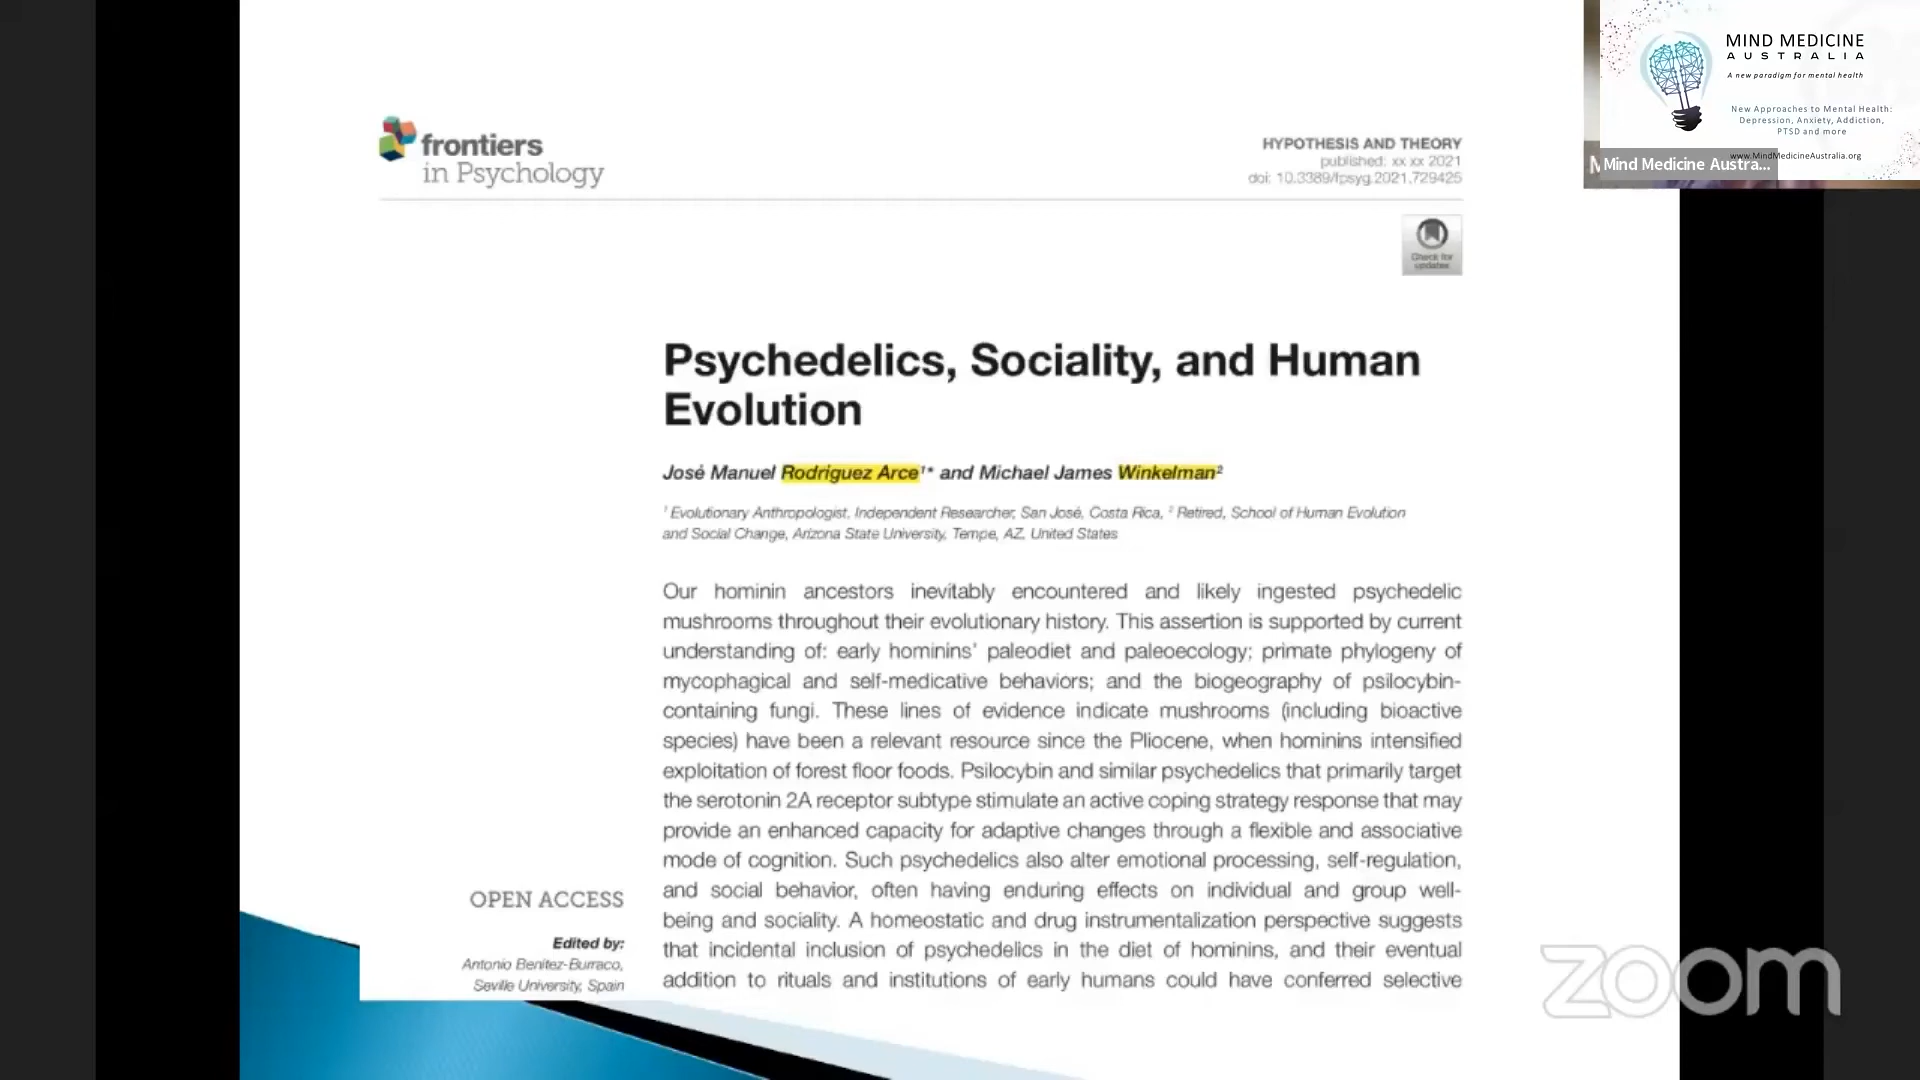 frontiers
in Psychology
HYPOTHESIS AND THEORY
published: xx xx 2021
doi: 10.3389/fpsyg.2021.729425
Check for
updates
Psychedelics, Sociality, and Human
Evolution
José Manuel Rodríguez Arce¹* and Michael James Winkelman²
¹ Evolutionary Anthropologist, Independent Researcher, San José, Costa Rica, ² Retired, School of Human Evolution
and Social Change, Arizona State University, Tempe, AZ, United States
Our hominin ancestors inevitably encountered and likely ingested psychedelic
mushrooms throughout their evolutionary history. This assertion is supported by current
understanding of: early hominins’ paleodiet and paleoecology; primate phylogeny of
mycophagical and self-medicative behaviors; and the biogeography of psilocybin-
containing fungi. These lines of evidence indicate mushrooms (including bioactive
species) have been a relevant resource since the Pliocene, when hominins intensified
exploitation of forest floor foods. Psilocybin and similar psychedelics that primarily target
the serotonin 2A receptor subtype stimulate an active coping strategy response that may
provide an enhanced capacity for adaptive changes through a flexible and associative
mode of cognition. Such psychedelics also alter emotional processing, self-regulation,
and social behavior, often having enduring effects on individual and group well-
being and sociality. A homeostatic and drug instrumentalization perspective suggests
that incidental inclusion of psychedelics in the diet of hominins, and their eventual
addition to rituals and institutions of early humans could have conferred selective
OPEN ACCESS
Edited by:
Antonio Benítez-Burraco,
Seville University, Spain
MIND MEDICINE
AUSTRALIA
A new paradigm for mental health
New Approaches to Mental Health:
Depression, Anxiety, Addiction,
PTSD and more
www.MindMedicineAustralia.org
Mind Medicine Austra...
zoom